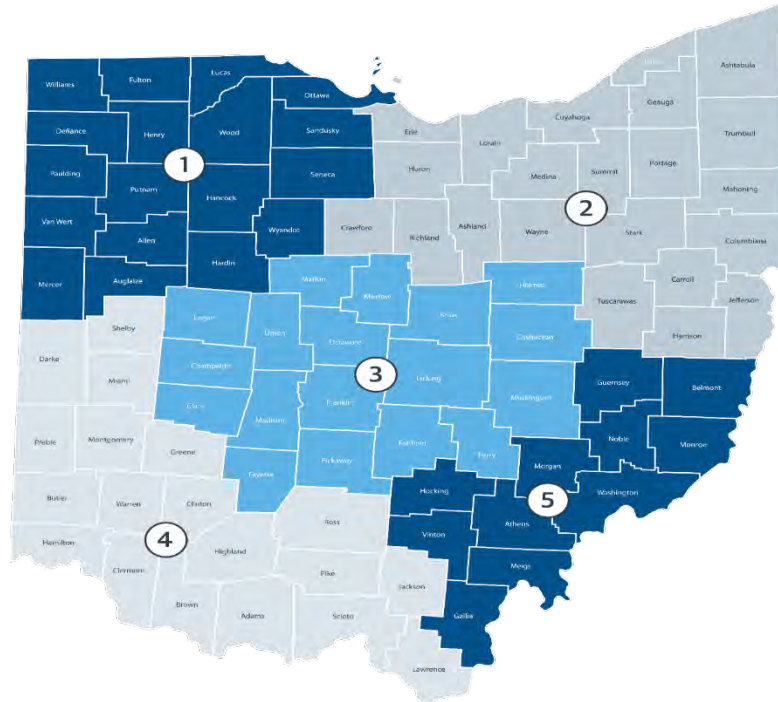 Ashtabula
Lucas
Fulton
Williams
Geauga
Ottawa
Cuyahoga
Erie
Lorain
Defiance
Henry
Wood
Sandusky
Trumbull
Huron
Medina
Summit
Portage
1
Paulding
Seneca
Putnam
Mahoning
Hancock
2
Van Wert
Wyandot
Crawford
Richland
Ashland
Wayne
Stark
Allen
Columbiana
Hardin
Mercer
Auglaize
Marion
Morrow
Holmes
Carroll
Tuscarawas
Jefferson
Logan
Knox
Shelby
Union
Harrison
Delaware
Coshocton
Darke
Champaign
3
Miami
Licking
Guernsey
Belmont
Clark
Franklin
Muskingum
Madison
Noble
Preble
Montgomery
Fairfield
Perry
Monroe
Greene
Pickaway
Morgan
Fayette
Hocking
Washington
Butler
Warren
Clinton
5
Ross
Athens
Hamilton
4
Vinton
Highland
Meigs
Clermont
Pike
Jackson
Brown
Adams
Scioto
Gallia
Lawrence